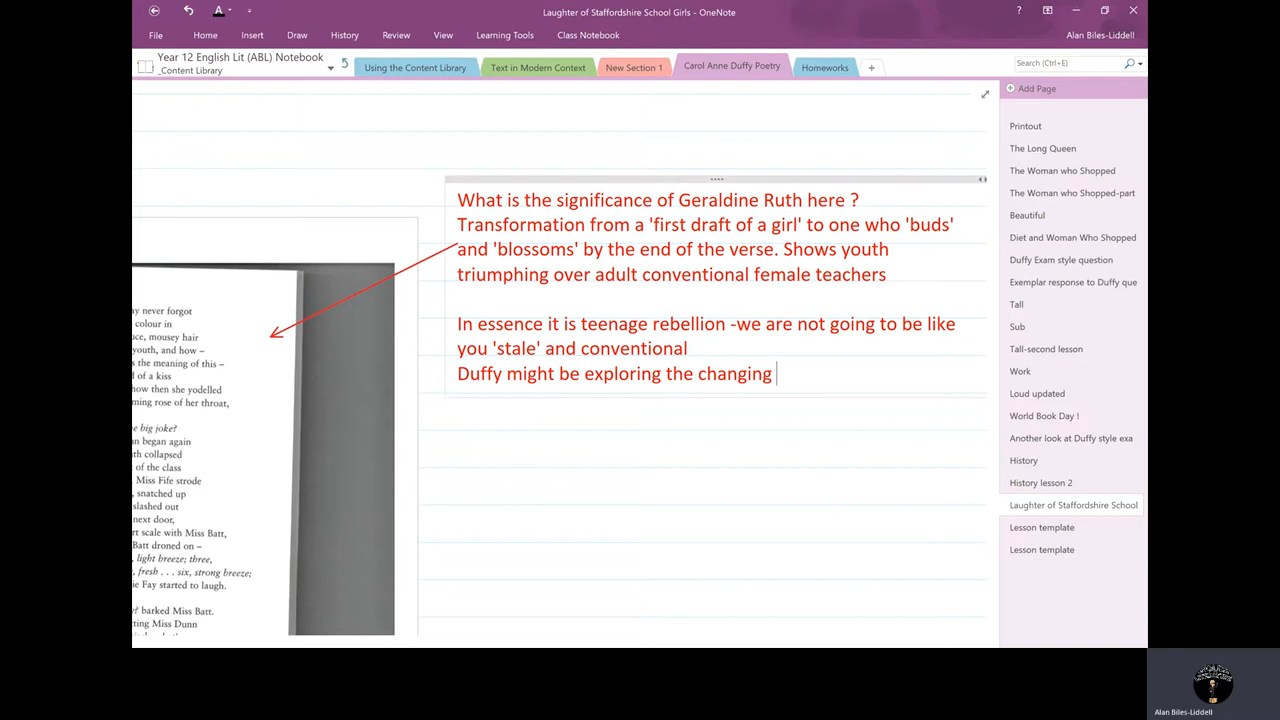 Laughter of Staffordshire School Girls - OneNote
?
File
Home
Insert
Draw
History
Review
View
Learning Tools
Class Notebook
Alan Biles-Liddell
Year 12 English Lit (ABL) Notebook
_Content Library
Using the Content Library
Text in Modern Context
New Section 1
Carol Anne Duffy Poetry
Homeworks
+
Search (Ctrl+E)
Add Page
Printout
The Long Queen
The Woman who Shopped
The Woman who Shopped-part
Beautiful
Diet and Woman Who Shopped
Duffy Exam style question
Exemplar response to Duffy que
Tall
Sub
Tall-second lesson
Work
Loud updated
World Book Day !
Another look at Duffy style exa
History
History lesson 2
Laughter of Staffordshire School
Lesson template
Lesson template
What is the significance of Geraldine Ruth here ?
Transformation from a 'first draft of a girl' to one who 'buds'
and 'blossoms' by the end of the verse. Shows youth
triumphing over adult conventional female teachers
In essence it is teenage rebellion -we are not going to be like
you 'stale' and conventional
Duffy might be exploring the changing
never forgot
colour in
mousey hair
youth, and how –
the meaning of this –
of a kiss
how then she yodelled
rose of her throat,
big joke?
began again
collapsed
of the class
Miss Fife strode
, snatched up
slashed out
next door,
scale with Miss Batt,
Batt droned on –
, light breeze; three,
, fresh . . . six, strong breeze;
Fay started to laugh.
barked Miss Batt.
Miss Dunn
Alan Biles-Liddell